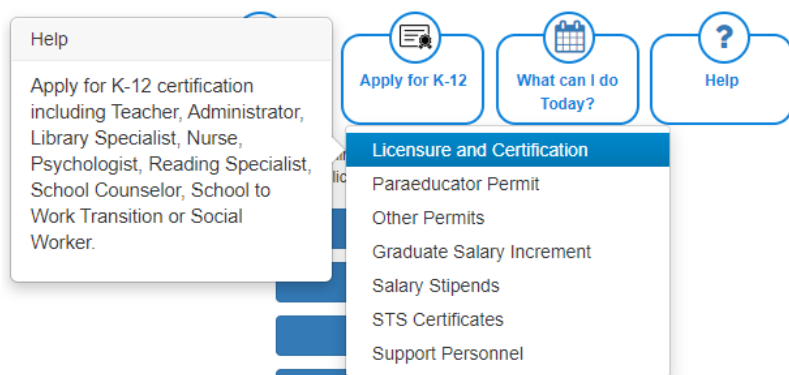 Help
Apply for K-12 certification
including Teacher, Administrator,
Library Specialist, Nurse,
Psychologist, Reading Specialist,
School Counselor, School to
Work Transition or Social
Worker.
Apply for K-12
What can I do
Today?
?
Help
Licensure and Certification
Paraeducator Permit
Other Permits
Graduate Salary Increment
Salary Stipends
STS Certificates
Support Personnel